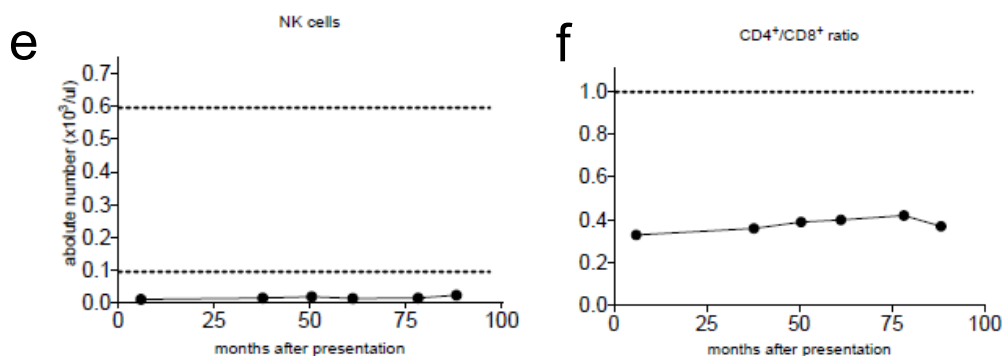 e
NK cells
abolute number (x10³/ul)
0.7
0.6
0.5
0.4
0.3
0.2
0.1
0.0
0 25 50 75 100
months after presentation
f
CD4⁺/CD8⁺ ratio
1.0
0.8
0.6
0.4
0.2
0.0
0 25 50 75 100
months after presentation